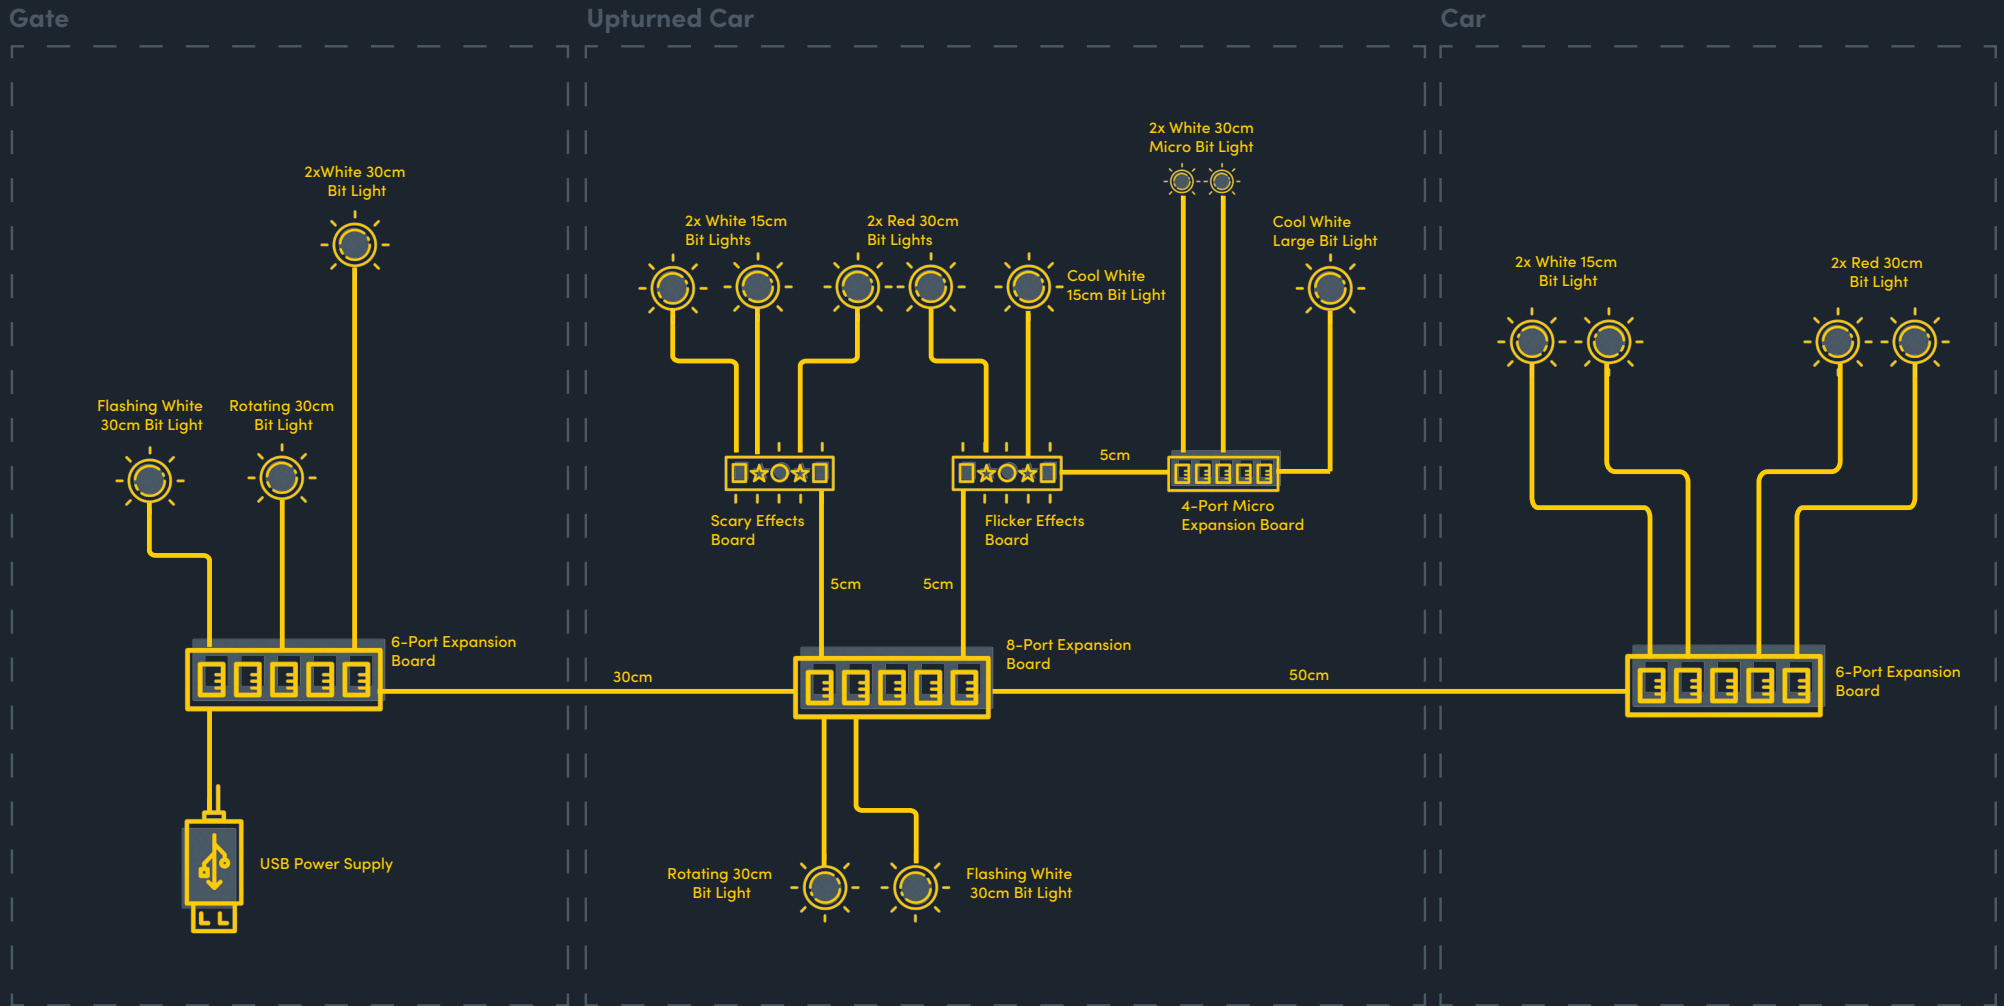 Gate
Upturned Car
Car
2xWhite 30cm
Bit Light
Flashing White
30cm Bit Light
Rotating 30cm
Bit Light
6-Port Expansion
Board
USB Power Supply
30cm
2x White 15cm
Bit Lights
2x Red 30cm
Bit Lights
Cool White
15cm Bit Light
2x White 30cm
Micro Bit Light
Cool White
Large Bit Light
5cm
Scary Effects
Board
Flicker Effects
Board
4-Port Micro
Expansion Board
5cm
5cm
8-Port Expansion
Board
Rotating 30cm
Bit Light
Flashing White
30cm Bit Light
50cm
2x White 15cm
Bit Light
2x Red 30cm
Bit Light
6-Port Expansion
Board